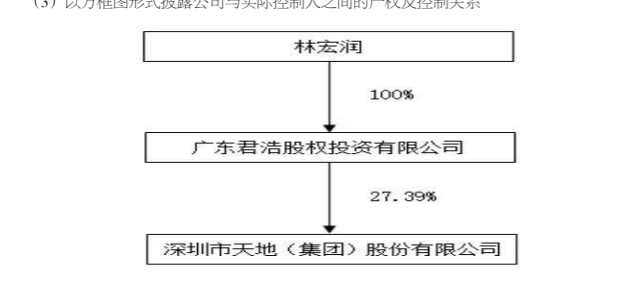 (3) 以方框图形式披露公司与实际控制人之间的产权及控制关系
林宏润
100%
广东君浩股权投资有限公司
27.39%
深圳市天地（集团）股份有限公司